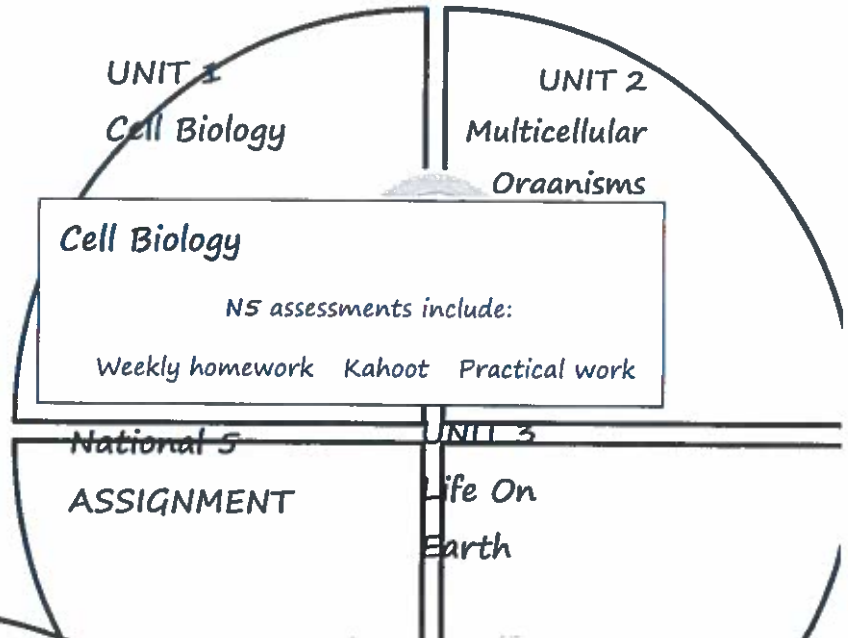 UNIT 1
Cell Biology
UNIT 2
Multicellular
Oraanisms
Cell Biology
N5 assessments include:
Weekly homework Kahoot Practical work
National 5
ASSIGNMENT
UNIT 3
Life On
Earth